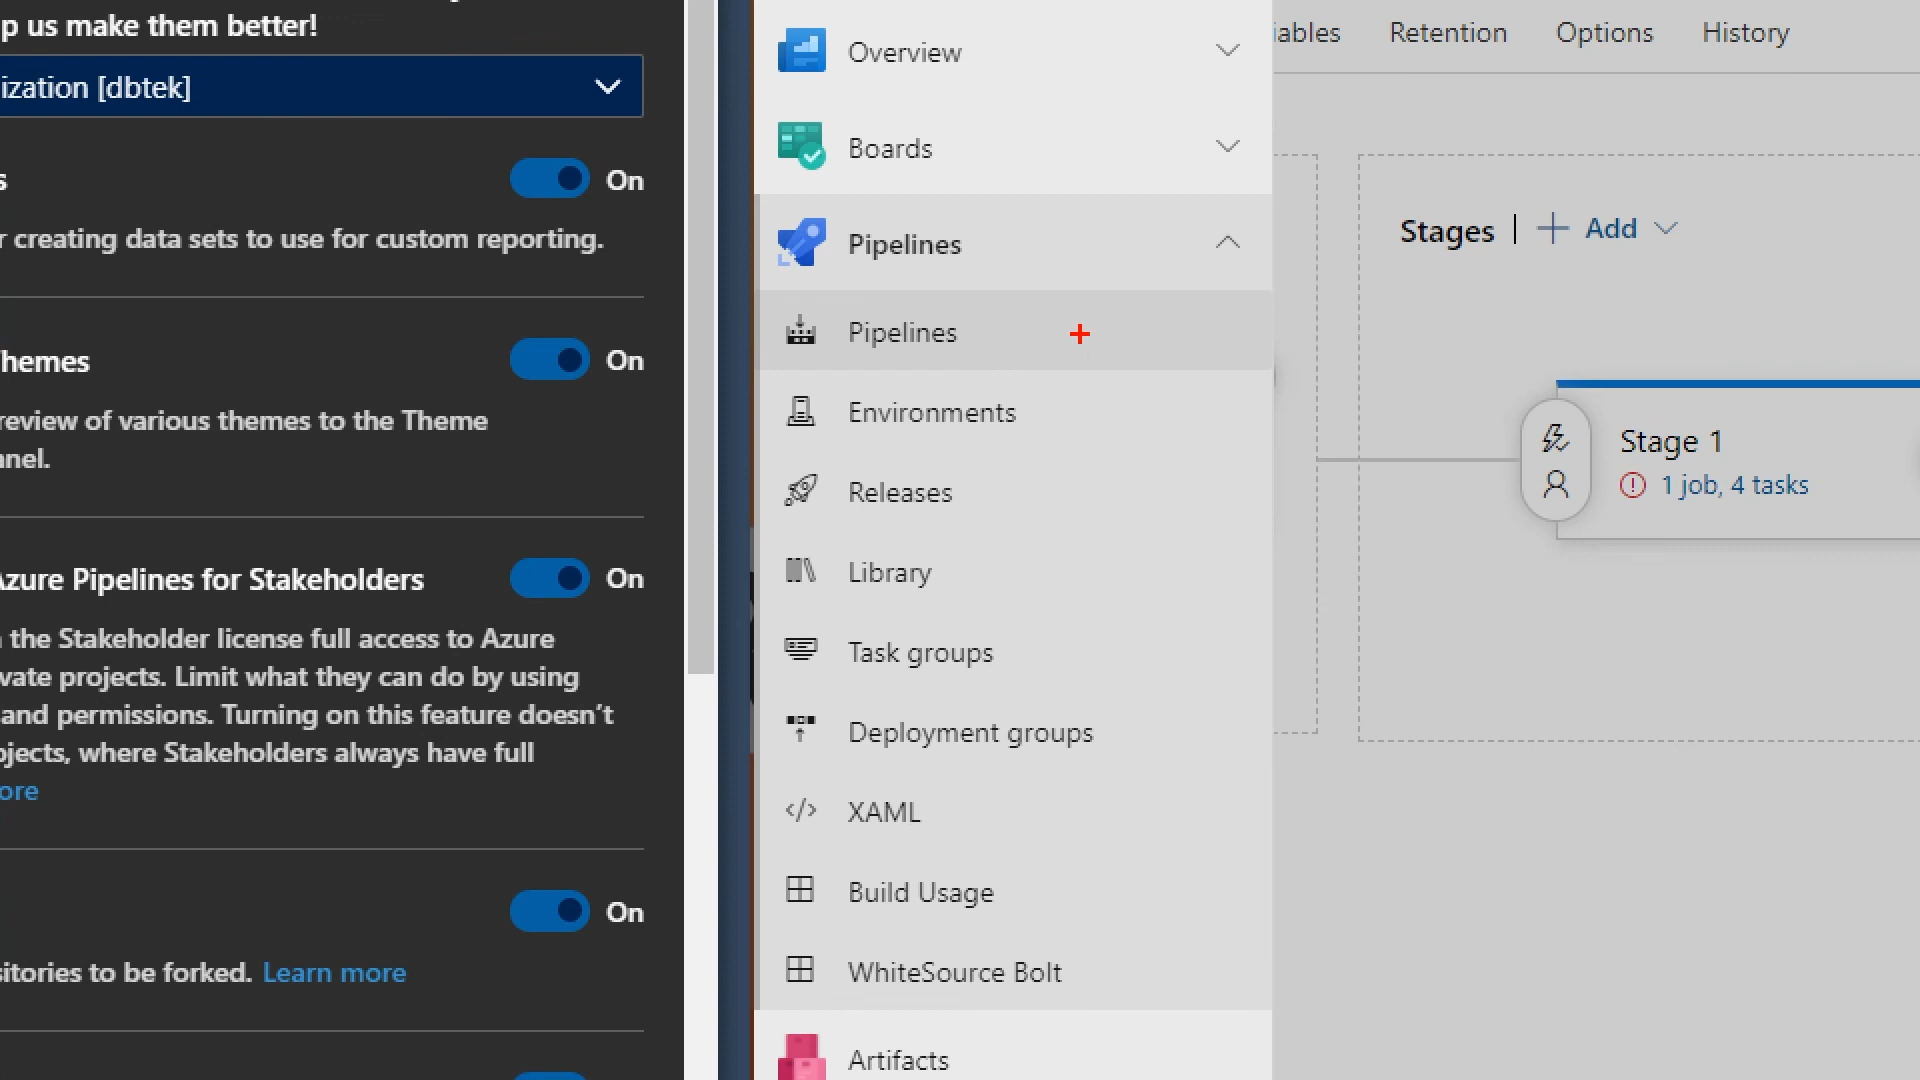 p us make them better!
ization [dbtek]
s
On
r creating data sets to use for custom reporting.
hemes
On
review of various themes to the Theme
anel.
Azure Pipelines for Stakeholders
On
the Stakeholder license full access to Azure
vate projects. Limit what they can do by using
and permissions. Turning on this feature doesn't
ojects, where Stakeholders always have full
ore
On
sitories to be forked. Learn more
Overview
Boards
Pipelines
Pipelines
Environments
Releases
Library
Task groups
Deployment groups
XAML
Build Usage
WhiteSource Bolt
Artifacts
iables
Retention
Options
History
Stages | + Add
Stage 1
1 job, 4 tasks